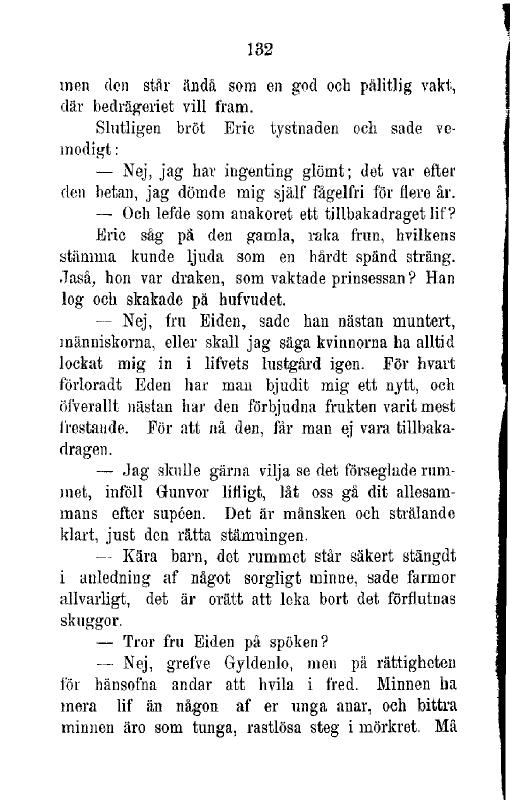 132
men den står ändå som en god och pålitlig vakt,
där bedrägeriet vill fram.
Slutligen bröt Eric tystnaden och sade ve-
modigt:
— Nej, jag har ingenting glömt; det var efter
den betan, jag dömde mig själf fågelfri för flere år.
— Och lefde som anakoret ett tillbakadraget lif?
Eric såg på den gamla, raka frun, hvilkens
stämma kunde ljuda som en hårdt spänd sträng.
Jaså, hon var draken, som vaktade prinsessan? Han
log och skakade på hufvudet.
— Nej, fru Eiden, sade han nästan muntert,
människorna, eller skall jag säga kvinnorna ha alltid
lockat mig in i lifvets lustgård igen. För hvart
förloradt Eden har man bjudit mig ett nytt, och
öfverallt nästan har den förbjudna frukten varit mest
frestande. För att nå den, får man ej vara tillbaka-
dragen.
— Jag skulle gärna vilja se det förseglade rum-
met, inföll Gunvor lifligt, låt oss gå dit allesam-
mans efter supéen. Det är månsken och strålande
klart, just den rätta stämningen.
— Kära barn, det rummet står säkert stängdt
i anledning af något sorgligt minne, sade farmor
allvarligt, det är orätt att leka bort det förflutnas
skuggor.
— Tror fru Eiden på spöken?
— Nej, grefve Gyldenlo, men på rättigheten
för hänsofna andar att hvila i fred. Minnen ha
mera lif än någon af er unga anar, och bittra
minnen äro som tunga, rastlösa steg i mörkret. Må